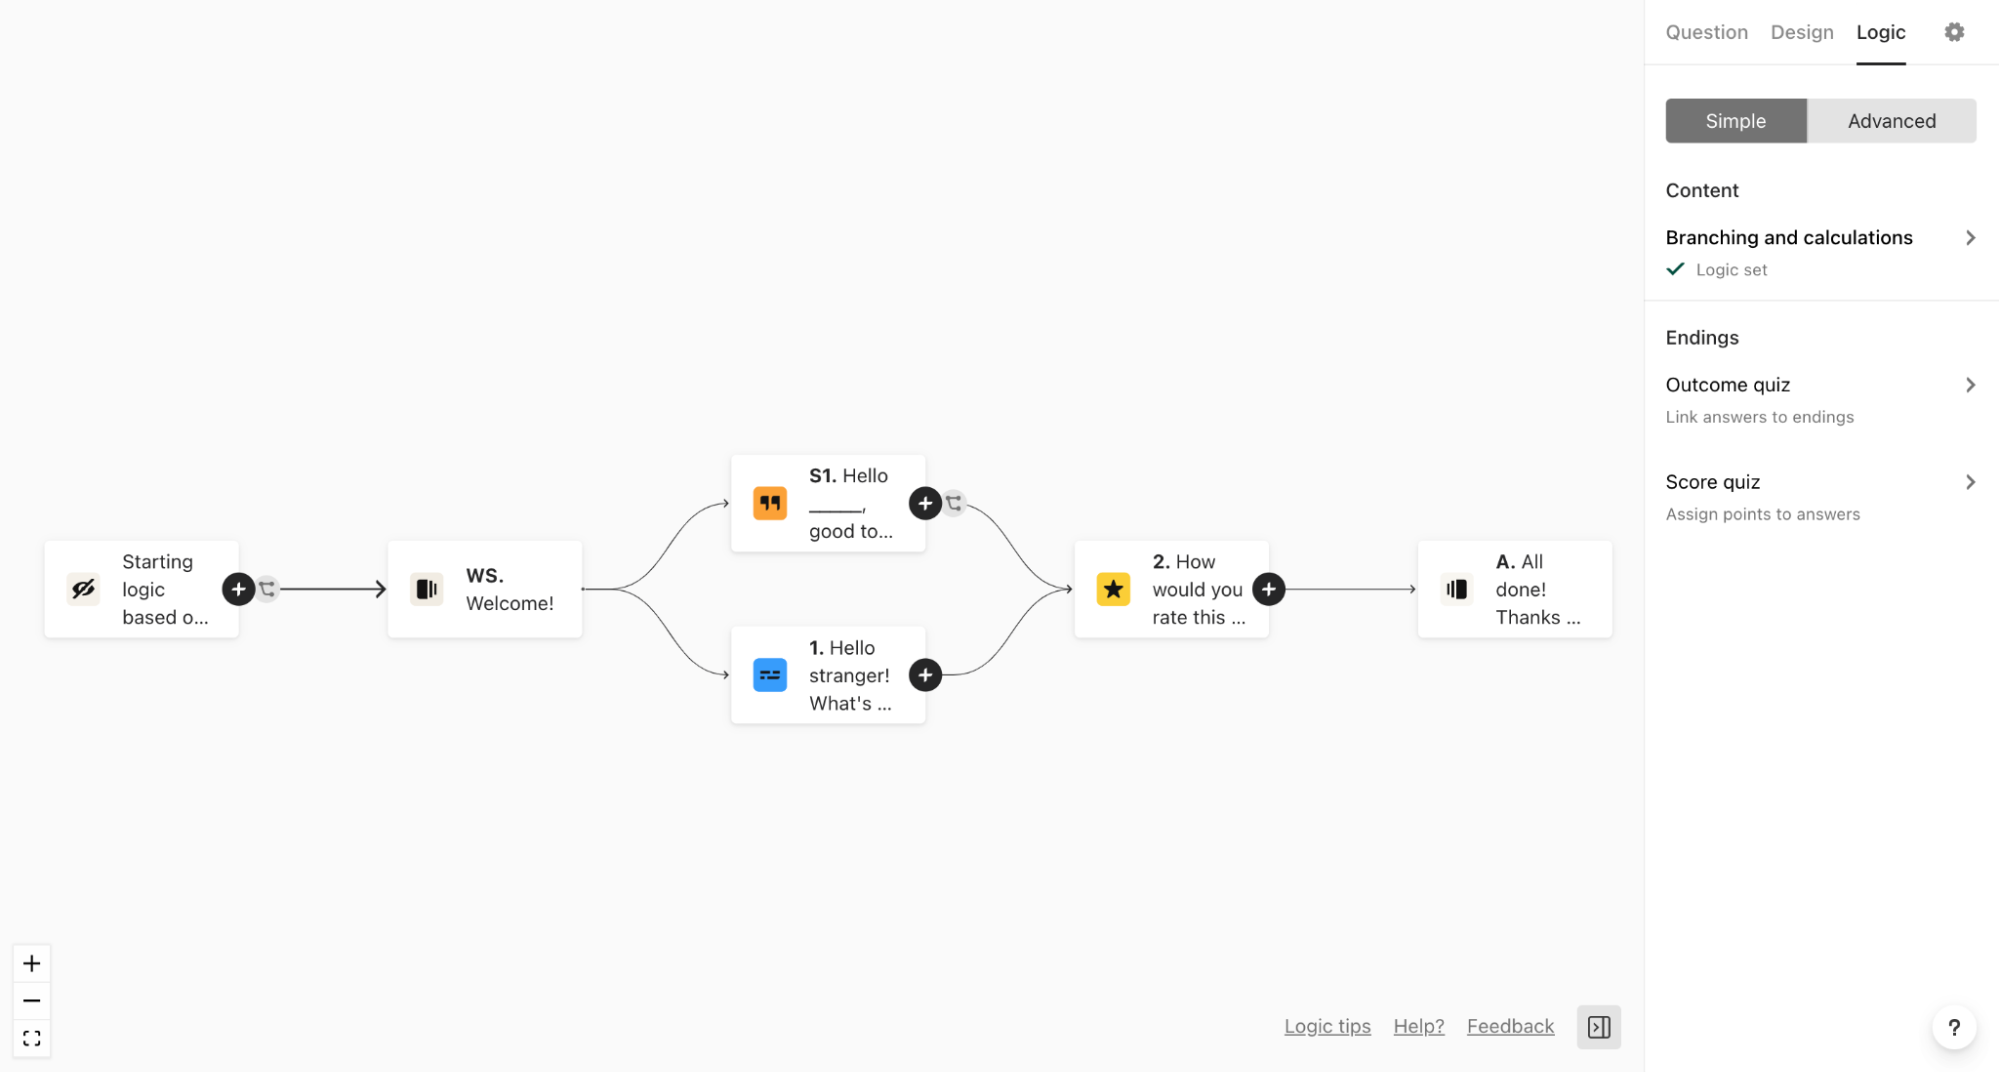 Question Design Logic
Simple Advanced
Content
Branching and calculations
Logic set
Endings
Outcome quiz
Link answers to endings
Score quiz
Assign points to answers
Starting
logic
based o...
WS.
Welcome!
S1. Hello
_____,
good to...
1. Hello
stranger!
What's ...
2. How
would you
rate this ...
A. All
done!
Thanks ...
Logic tips Help? Feedback
?